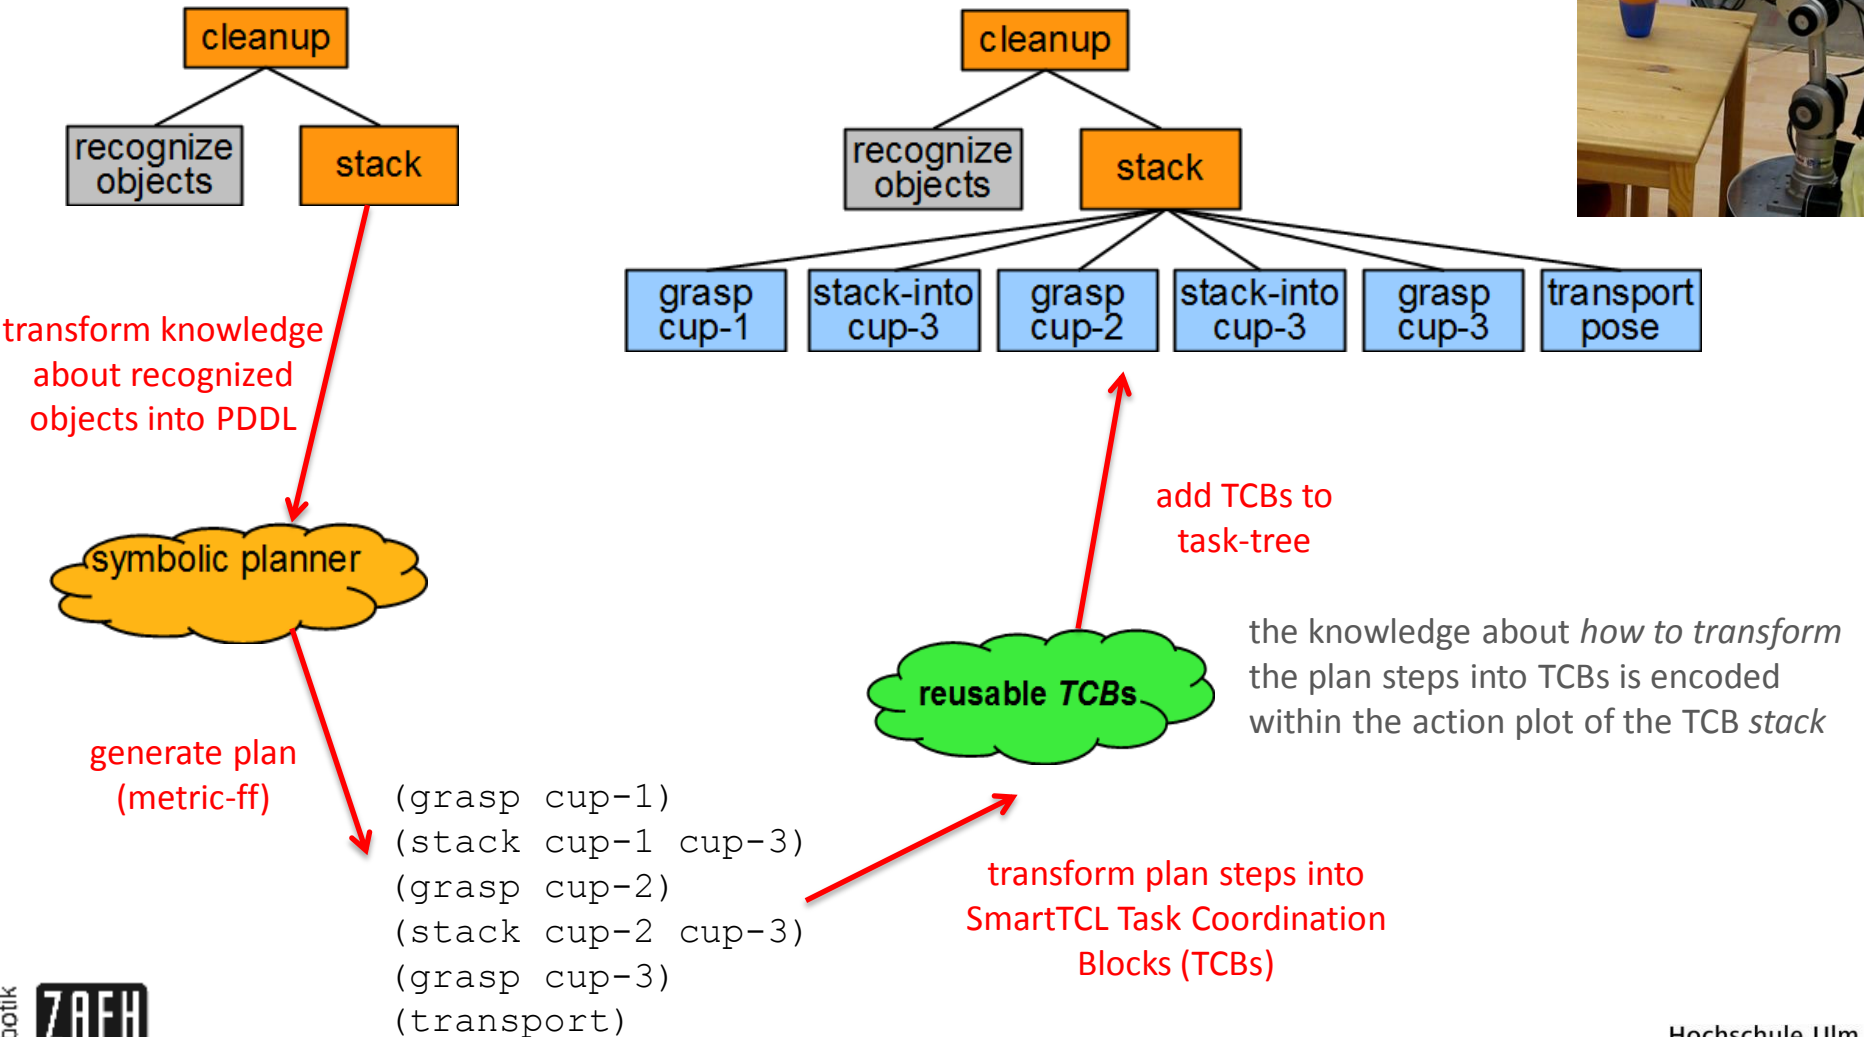 cleanup
recognize
objects
stack
transform knowledge
about recognized
objects into PDDL
symbolic planner
generate plan
(metric-ff)
(grasp cup-1)
(stack cup-1 cup-3)
(grasp cup-2)
(stack cup-2 cup-3)
(grasp cup-3)
(transport)
transform plan steps into
SmartTCL Task Coordination
Blocks (TCBs)
reusable TCBs
the knowledge about how to transform
the plan steps into TCBs is encoded
within the action plot of the TCB stack
add TCBs to
task-tree
cleanup
recognize
objects
stack
grasp
cup-1
stack-into
cup-3
grasp
cup-2
stack-into
cup-3
grasp
cup-3
transport
pose
ZAFH
Hochschule Ulm